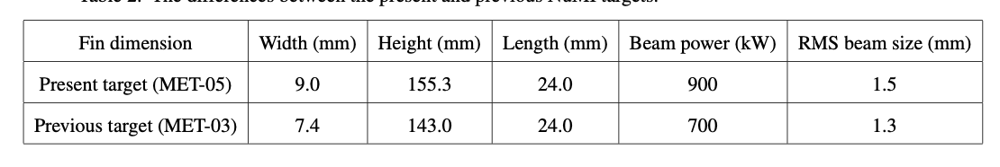 Table 2: The differences between the present and previous NuMI targets.
Fin dimension Width (mm) Height (mm) Length (mm) Beam power (kW) RMS beam size (mm)
Present target (MET-05) 9.0 155.3 24.0 900 1.5
Previous target (MET-03) 7.4 143.0 24.0 700 1.3